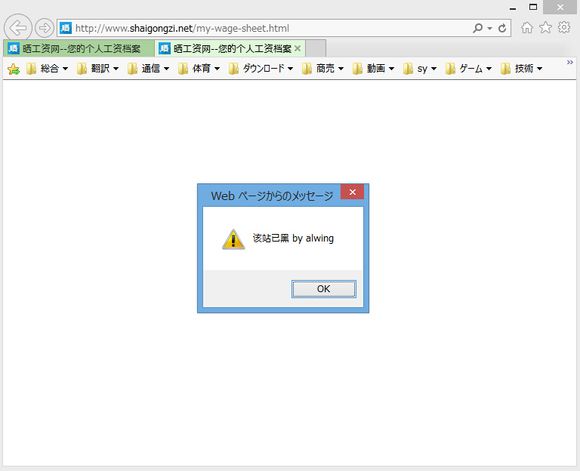 http://www.shaigongzi.net/my-wage-sheet.html
晒工资网--您的个人工资档案
晒工资网--您的个人工资档案
総合 翻訳 通信 体育 ダウンロード 商売 動画 sy ゲーム 技術
Web ページからのメッセージ
该站已黑 by alwing
OK